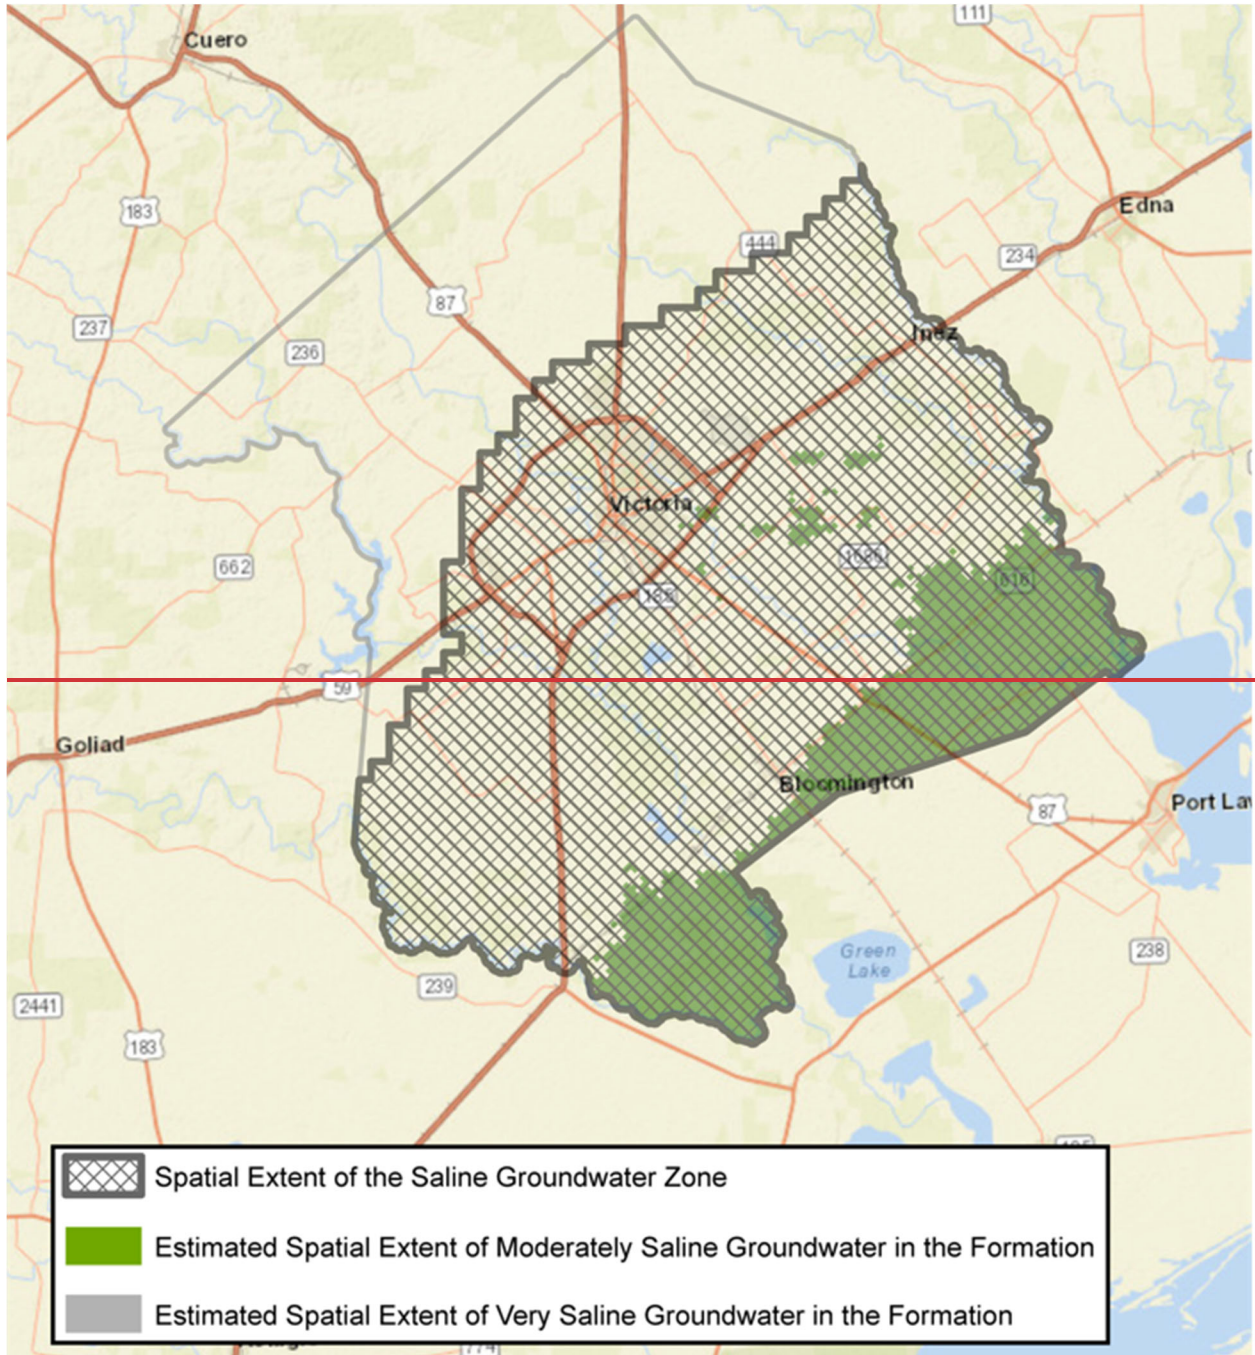 111
Cuero
183
Edna
444
234
87
Inez
237
236
Victoria
1686
662
616
185
59
Goliad
Bloomington
87
Port Lav
Green
Lake
238
239
2441
183
Spatial Extent of the Saline Groundwater Zone
Estimated Spatial Extent of Moderately Saline Groundwater in the Formation
Estimated Spatial Extent of Very Saline Groundwater in the Formation
774